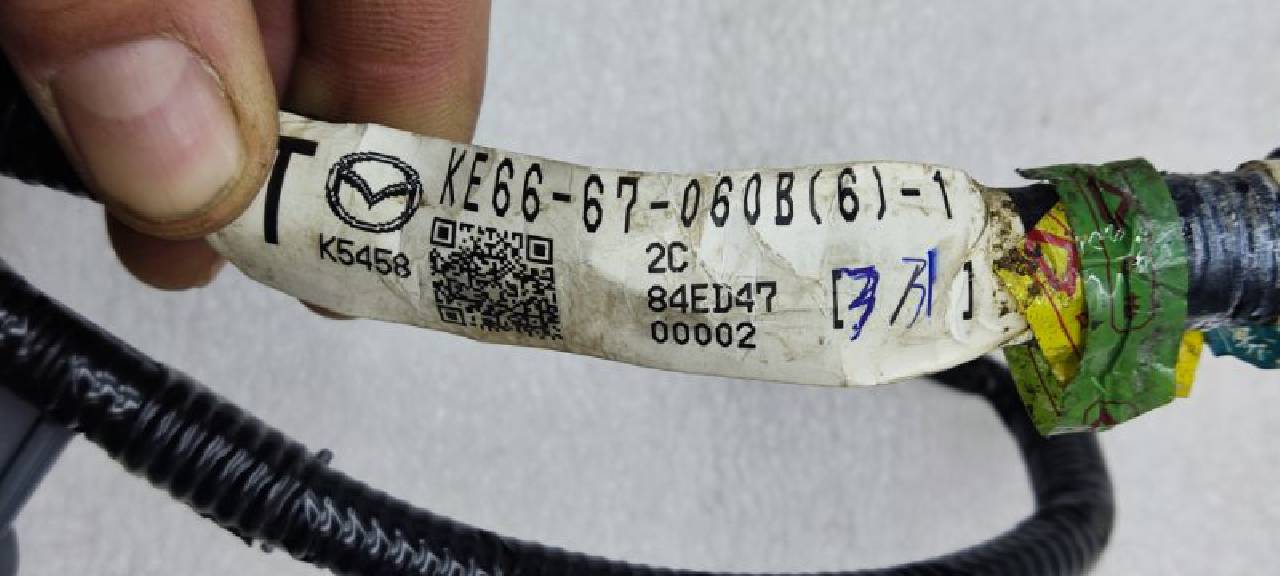 T KE66-67-060B(6)-1
K5458
2C
84ED47
00002
[3/31]